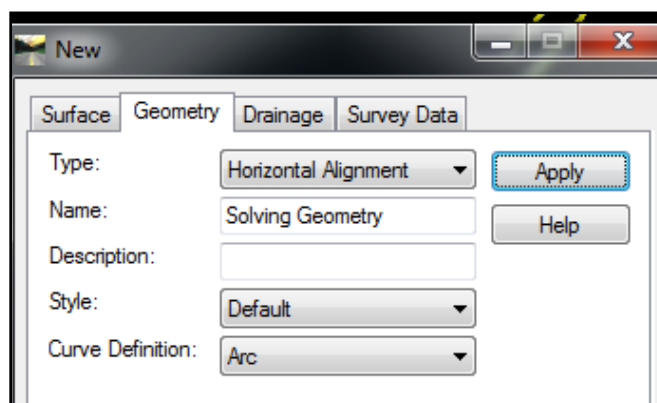 New
Surface Geometry Drainage Survey Data
Type: Horizontal Alignment Apply
Name: Solving Geometry Help
Description:
Style: Default
Curve Definition: Arc